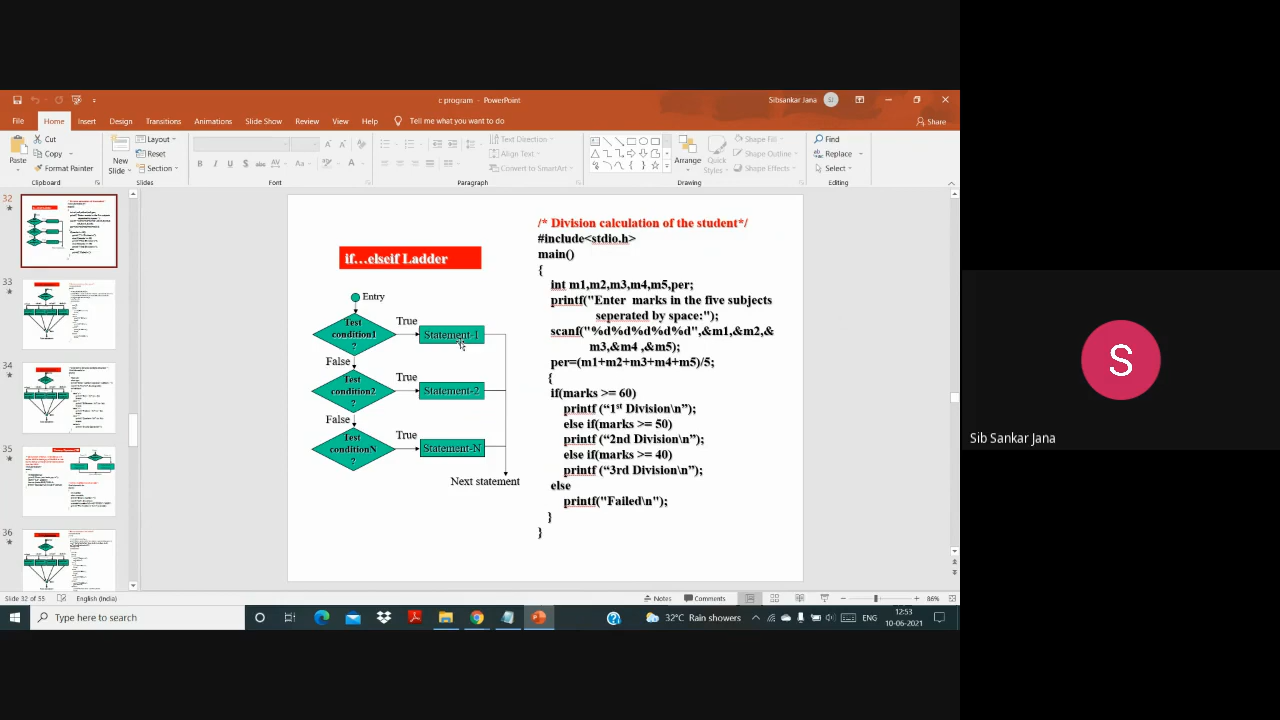 c program - PowerPoint
Sibsankar Jana
File Home Insert Design Transitions Animations Slide Show Review View Help Tell me what you want to do
Share
Paste
Cut
Copy
Format Painter
Clipboard
New
Slide
Layout
Reset
Section
Slides
B I U S abc AV Aa A
Font
Text Direction
Align Text
Convert to SmartArt
Paragraph
Arrange
Quick
Styles
Shape Fill
Shape Outline
Shape Effects
Drawing
Find
Replace
Select
Editing
32
33
34
35
36
if...elseif Ladder
Entry
Test
condition1
?
True
Statement-1
False
Test
condition2
?
True
Statement-2
False
Test
conditionN
?
True
Statement-N
Next statement
/* Division calculation of the student*/
#include<stdio.h>
main()
{
int m1,m2,m3,m4,m5,per;
printf("Enter marks in the five subjects
seperated by space:");
scanf("%d%d%d%d%d",&m1,&m2,&
m3,&m4 ,&m5);
per=(m1+m2+m3+m4+m5)/5;
{
if(marks >= 60)
printf (“1st Division\n”);
else if(marks >= 50)
printf (“2nd Division\n”);
else if(marks >= 40)
printf (“3rd Division\n”);
else
printf("Failed\n");
}
}
S
Sib Sankar Jana
Slide 32 of 55 English (India) Notes Comments 86%
Type here to search
32°C Rain showers
ENG
12:53
10-06-2021